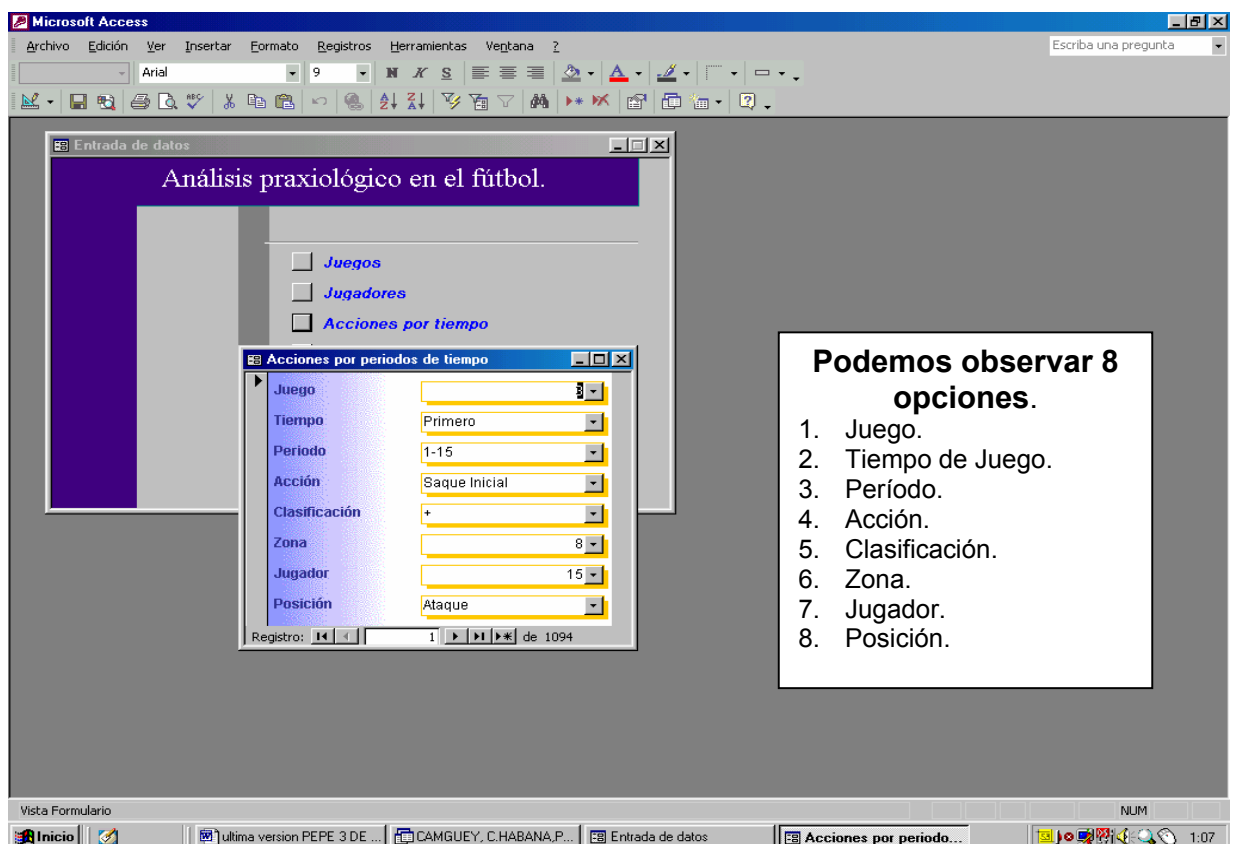 Microsoft Access
Archivo Edición Ver Insertar Formato Registros Herramientas Ventana ? Escriba una pregunta
Arial 9 N K S
Entrada de datos
Análisis praxiológico en el fútbol.
Juegos
Jugadores
Acciones por tiempo
Acciones por periodos de tiempo
Juego 3
Tiempo Primero
Periodo 1-15
Acción Saque Inicial
Clasificación +
Zona 8
Jugador 15
Posición Ataque
Registro: 1 de 1094
Podemos observar 8
opciones.
1. Juego.
2. Tiempo de Juego.
3. Período.
4. Acción.
5. Clasificación.
6. Zona.
7. Jugador.
8. Posición.
Vista Formulario NUM
Inicio ultima version PEPE 3 DE ... CAMGUEY, C.HABANA,P... Entrada de datos Acciones por periodo... 1:07